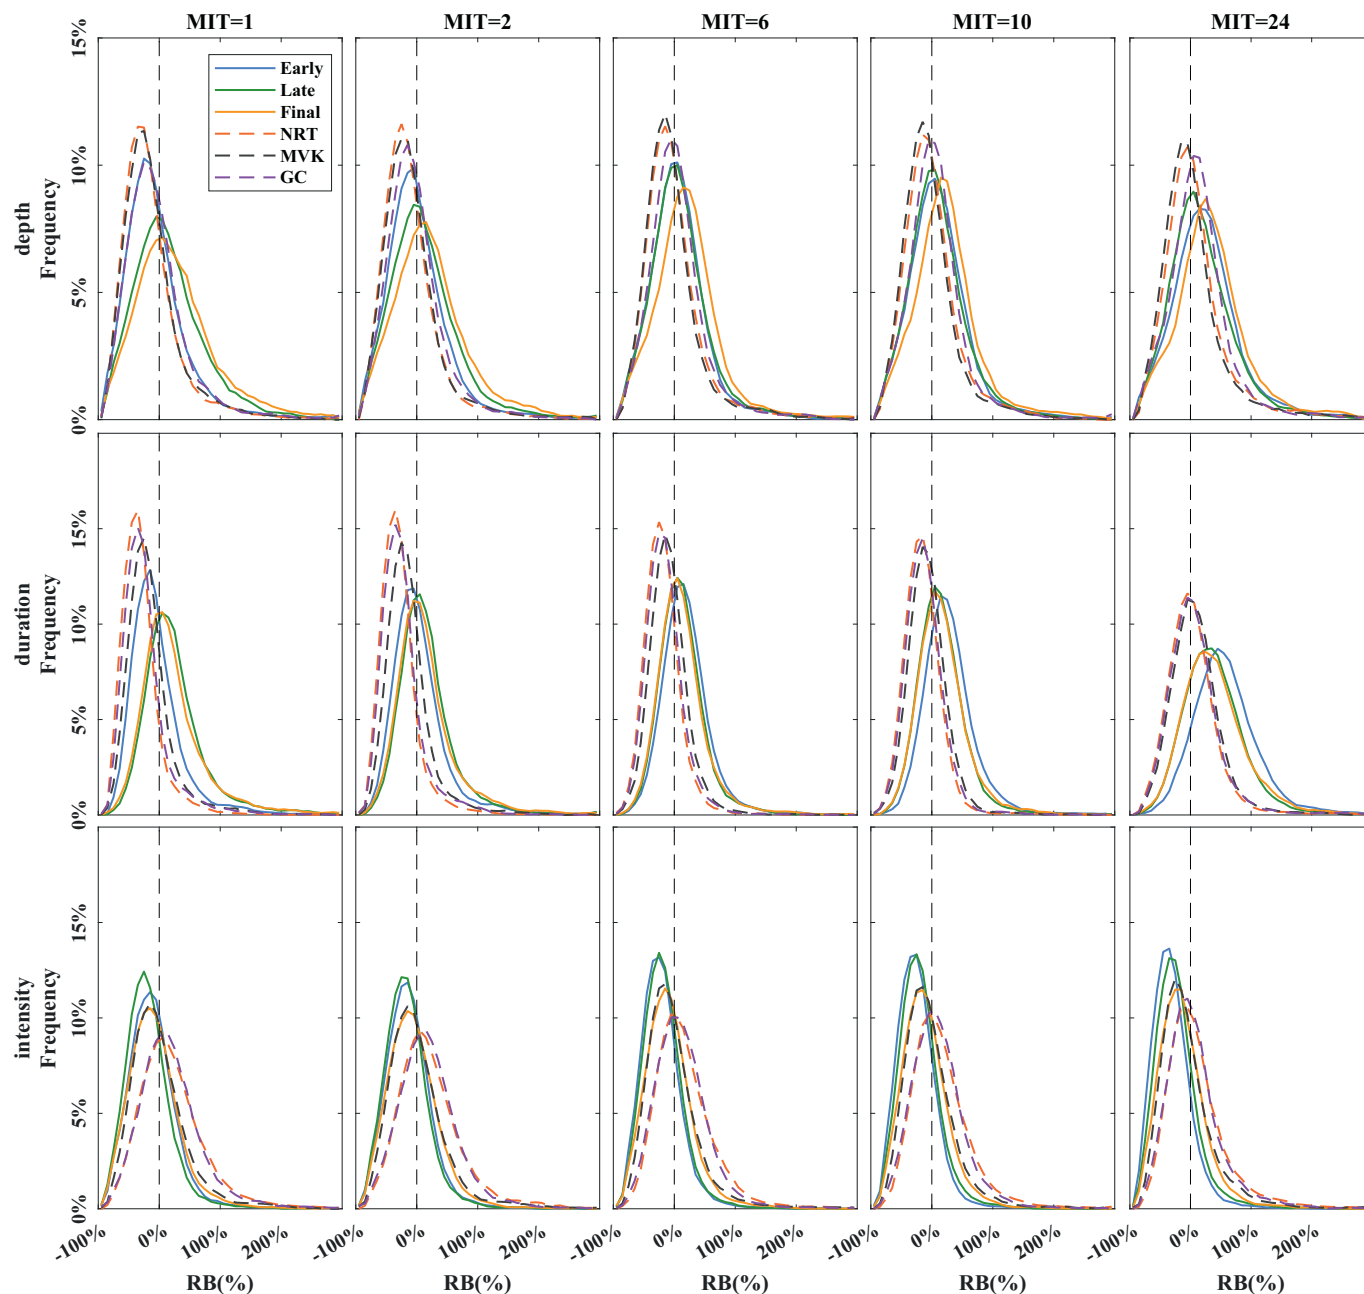 MIT=1 MIT=2 MIT=6 MIT=10 MIT=24
Early
Late
Final
NRT
MVK
GC
depth
Frequency
15%
10%
5%
0%
duration
Frequency
15%
10%
5%
0%
intensity
Frequency
15%
10%
5%
0%
-100% 0% 100% 200% -100% 0% 100% 200% -100% 0% 100% 200% -100% 0% 100% 200% -100% 0% 100% 200%
RB(%) RB(%) RB(%) RB(%) RB(%)